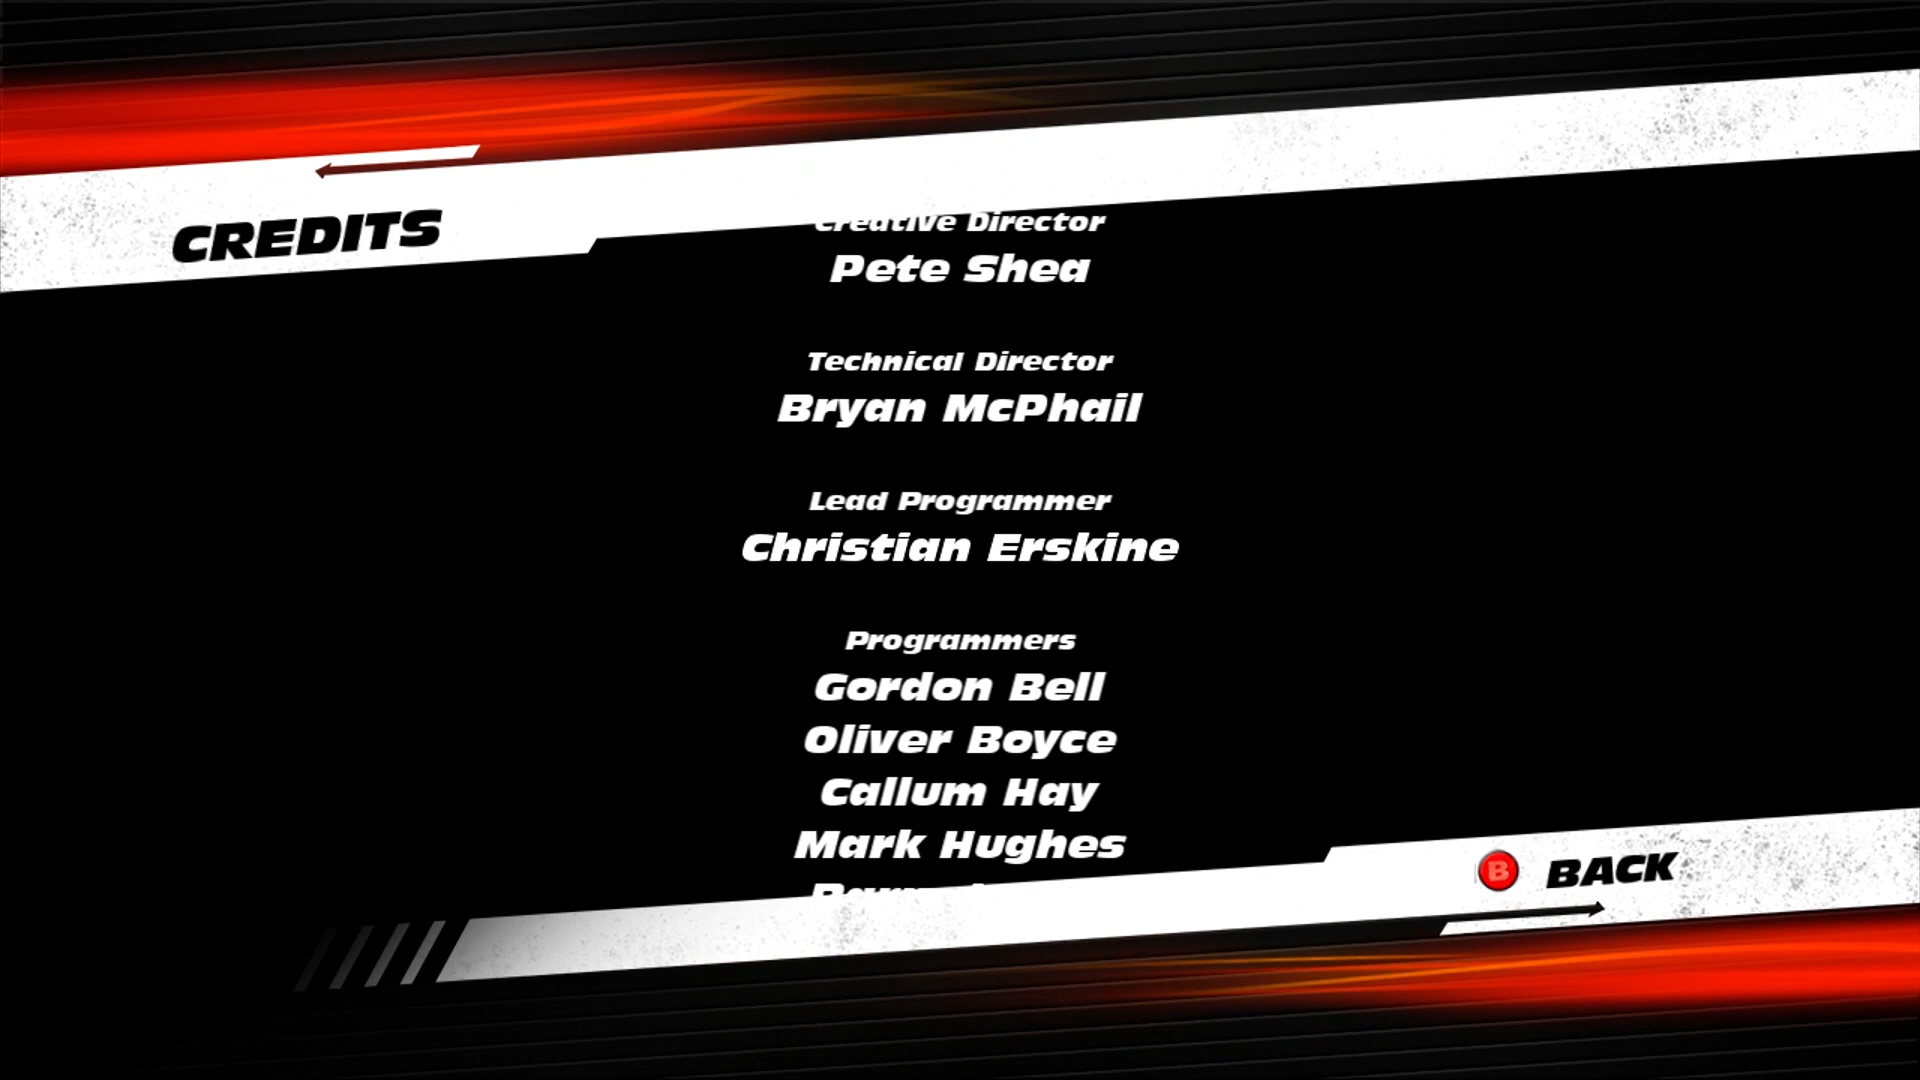 CREDITS
Creative Director
Pete Shea
Technical Director
Bryan McPhail
Lead Programmer
Christian Erskine
Programmers
Gordon Bell
Oliver Boyce
Callum Hay
Mark Hughes
B BACK